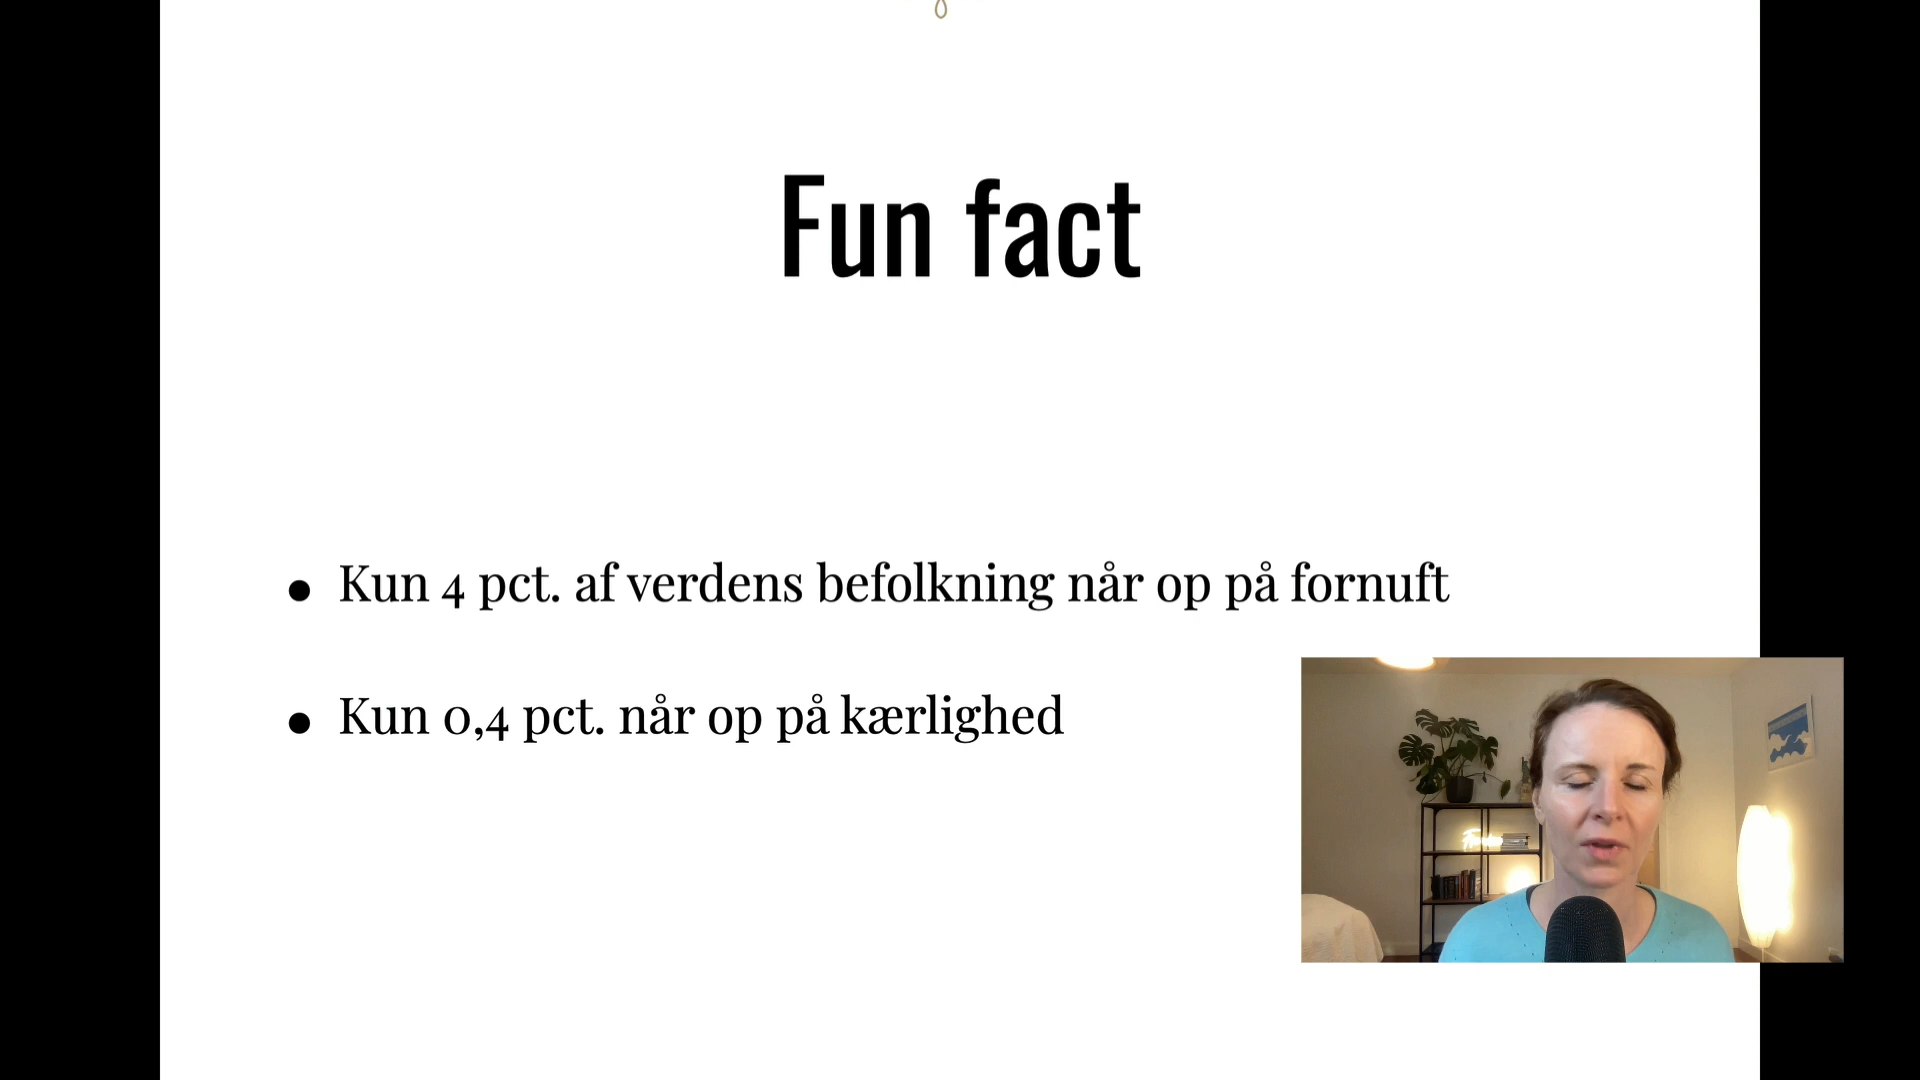 Fun fact
• Kun 4 pct. af verdens befolkning når op på fornuft
• Kun 0,4 pct. når op på kærlighed